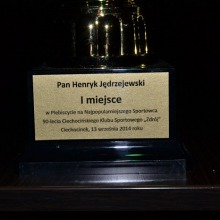 Pan Henryk Jędrzejewski
I miejsce
w Plebiscycie na Najpopularniejszego Sportowca
90-lecia Ciechocińskiego Klubu Sportowego „Zdrój"
Ciechocinek, 13 września 2014 roku